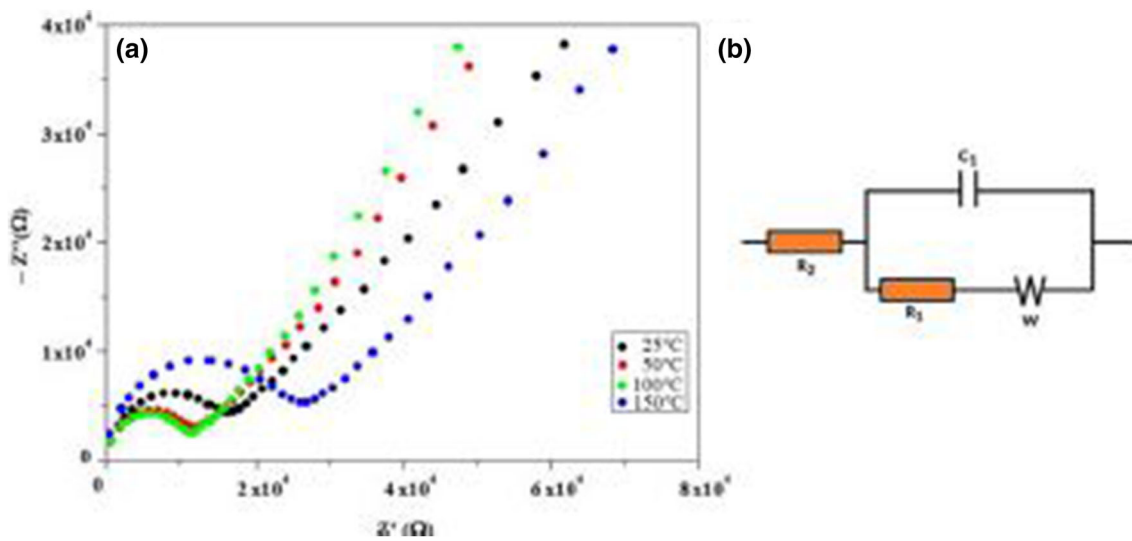 (a)
4x10⁴
3x10⁴
2x10⁴
1x10⁴
0
– Z''(Ω)
0
2x10⁴
4x10⁴
6x10⁴
8x10⁴
Z' (Ω)
25°C
50°C
100°C
150°C
(b)
C₁
R₂
R₁
W